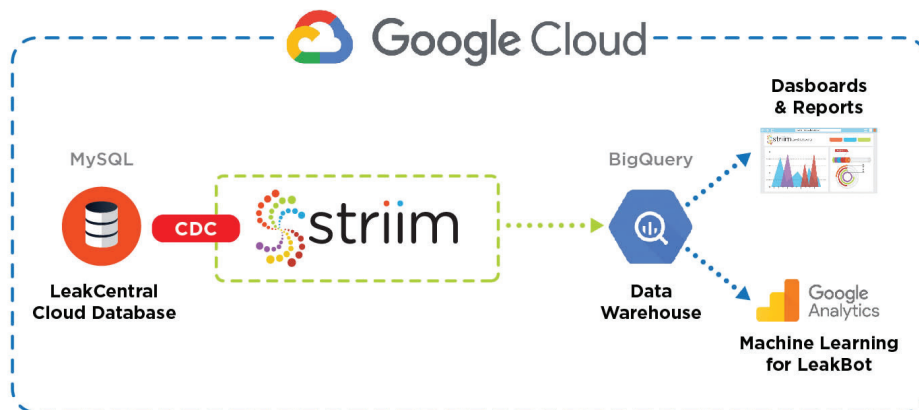 Google Cloud
MySQL
CDC
striim
LeakCentral
Cloud Database
BigQuery
Data
Warehouse
Dasboards
& Reports
striim
Google
Analytics
Machine Learning
for LeakBot